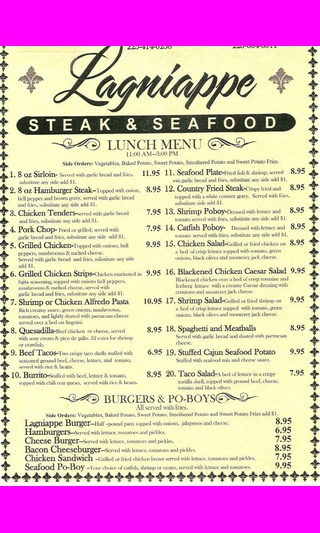 Lagniappe
STEAK & SEAFOOD
LUNCH MENU
11:00 AM--3:00 PM
Side Orders: Vegetables, Baked Potato, Sweet Potato, Smothered Potato and Sweet Potato Fries.
1. 8 oz Sirloin- Served with garlic bread and fries, 11.95
substitute any side add $1.
2. 8 oz Hamburger Steak-Topped with onion, 8.95
bell pepper and brown gravy, served with garlic
bread and fries, substitute any side add $1.
3. Chicken Tenders-served with garlic bread 7.95
and fries, substitute any side add $1.
4. Pork Chop- Fried or grilled, served with 7.95
garlic bread and fries, substitute any side add $1.
5. Grilled Chicken-Topped with onions, bell 9.95
peppers, mushrooms & melted cheese.
Served with garlic bread and fries, substitute any side
add $1.
6. Grilled Chicken Strips-Chicken marinated in 9.95
fajita seasoning, topped with onions bell peppers,
mushrooms & melted cheese, served with
garlic bread and fries, substitute any side add $1.
7. Shrimp or Chicken Alfredo Pasta 10.95
Rich creamy sauce, green onions, mushrooms,
tomatoes, and lightly dusted with parmesan cheese
served over a bed on linguini.
8. Quesadilla-Beef chicken or cheese, served 8.95
with sour cream & pico de gallo. $2 extra for shrimp
or crawfish.
9. Beef Tacos-Two crispy taco shells stuffed with 6.95
seasoned ground beef, cheese, lettuce, and tomato,
served with rice & beans.
10. Burrito-stuffed with beef, lettuce & tomato, 9.95
topped with chili con queso, served with rice & beans.
11. Seafood Plate-Fried fish & shrimp, served 8.95
with garlic bread and fries, substitute any side add $1.
12. Country Fried Steak-Crispy fried and 8.95
topped with a white country gravy. Served with fries,
substitute side add $1.
13. Shrimp Poboy-Dressed with lettuce and 8.95
tomato served with fries, substitute any side add $1.
14. Catfish Poboy- Dressed with lettuce and 8.95
tomato served with fries, substitute any side add $1.
15. Chicken Salad-Grilled or fried chicken on 8.95
a bed of crisp lettuce topped with tomato, green
onions, black olives and monterey jack cheese.
16. Blackened Chicken Caesar Salad 9.95
Blackened chicken over a bed of crisp romaine and
Iceberg lettuce with a creamy Caesar dressing with
onions, black olives and monterey jack cheese.
17. Shrimp Salad-Grilled or fried shrimp on 8.95
a bed of crisp lettuce topped with tomato, green
onions, black olives and monterey jack cheese.
18. Spaghetti and Meatballs 8.95
Served with garlic bread and dusted with parmesan
cheese.
19. Stuffed Cajun Seafood Potato 9.95
Stuffed with seafood rain and cheese sauce.
20. Taco Salad-A bed of lettuce in a crispy 7.95
tortilla shell, topped with ground beef, cheese,
tomato and black olives.
BURGERS & PO-BOYS
All served with fries.
Side Orders: Vegetables, Baked Potato, Sweet Potato, Smothered Potato and Sweet Potato Fries add $1.
Lagniappe Burger-Half -pound patty topped with onions, jalapenos and cheese. 8.95
Hamburgers-Served with lettuce, tomatoes and pickles. 6.95
Cheese Burger-Served with lettuce, tomatoes and pickles. 7.95
Bacon Cheeseburger-Served with lettuce, tomatoes and pickles. 8.95
Chicken Sandwich -Grilled or fried chicken breast served with lettuce, tomatoes, and pickles. 7.95
Seafood Po-Boy -Your choice of catfish, shrimp or oyster, served with lettuce and tomatoes. 9.95